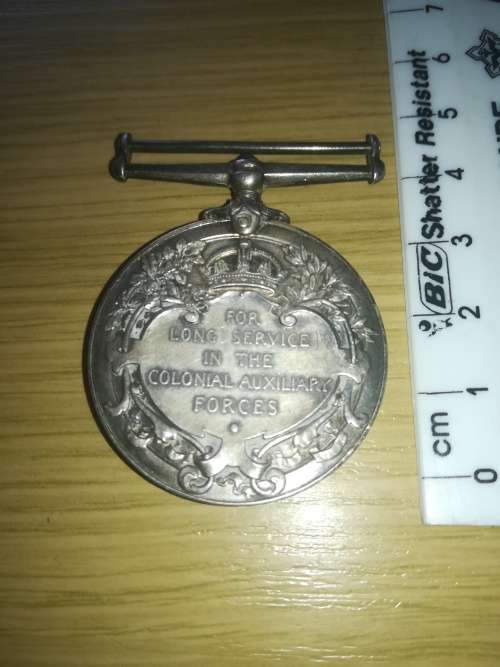 FOR
LONG SERVICE
IN THE
COLONIAL AUXILIARY
FORCES
BIC Shatter Resistant
cm 0 1 2 3 4 5 6 7